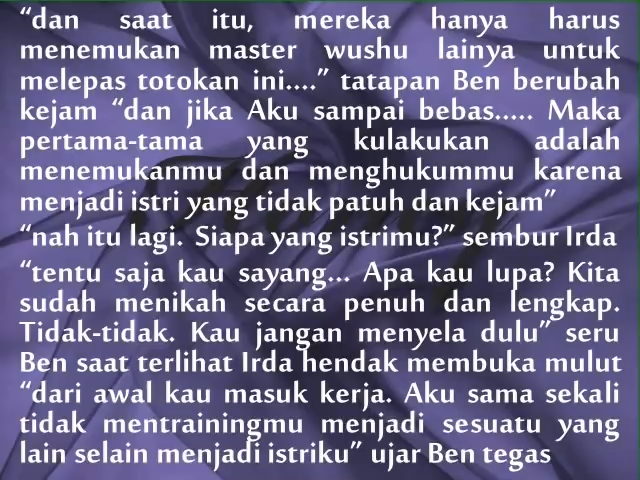 “dan saat itu, mereka hanya harus
menemukan master wushu lainya untuk
melepas totokan ini....” tatapan Ben berubah
kejam “dan jika Aku sampai bebas..... Maka
pertama-tama yang kulakukan adalah
menemukanmu dan menghukummu karena
menjadi istri yang tidak patuh dan kejam”
“nah itu lagi. Siapa yang istrimu?” sembur Irda
“tentu saja kau sayang... Apa kau lupa? Kita
sudah menikah secara penuh dan lengkap.
Tidak-tidak. Kau jangan menyela dulu” seru
Ben saat terlihat Irda hendak membuka mulut
“dari awal kau masuk kerja. Aku sama sekali
tidak mentrainingmu menjadi sesuatu yang
lain selain menjadi istriku” ujar Ben tegas